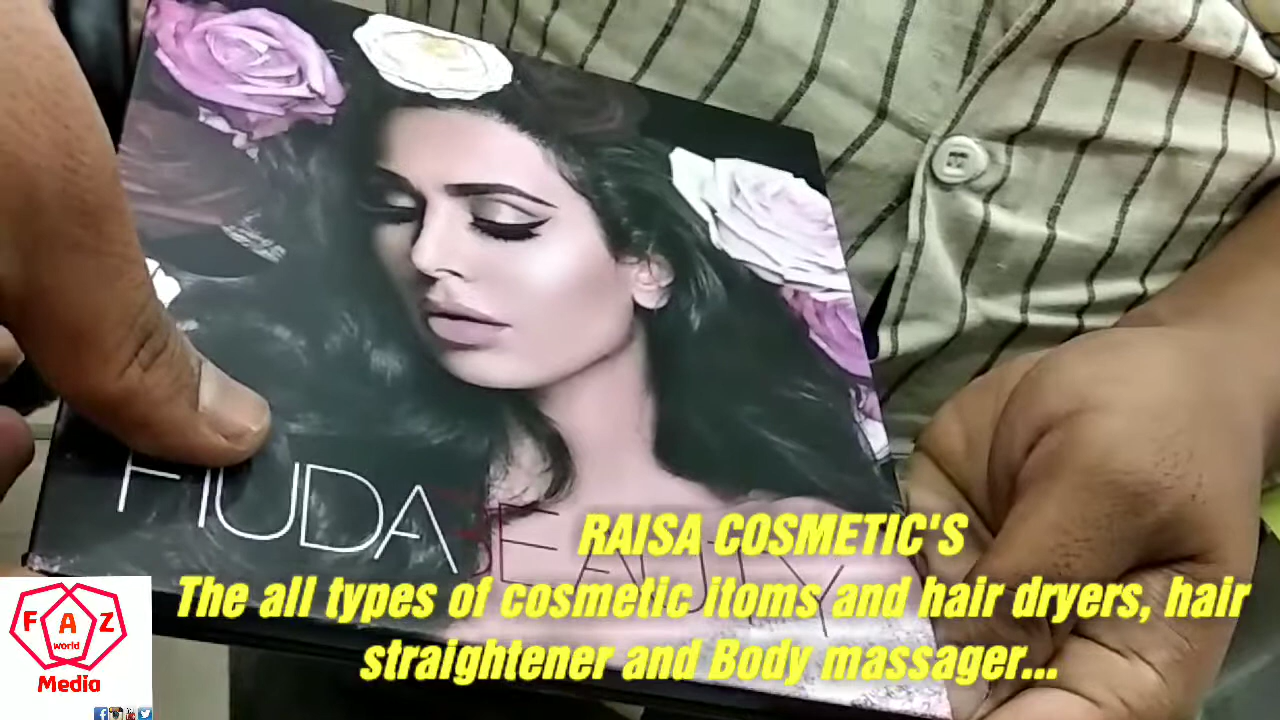 HUDA BEAUTY
RAISA COSMETIC'S
The all types of cosmetic itoms and hair dryers, hair
straightener and Body massager...
F A Z
world
Media